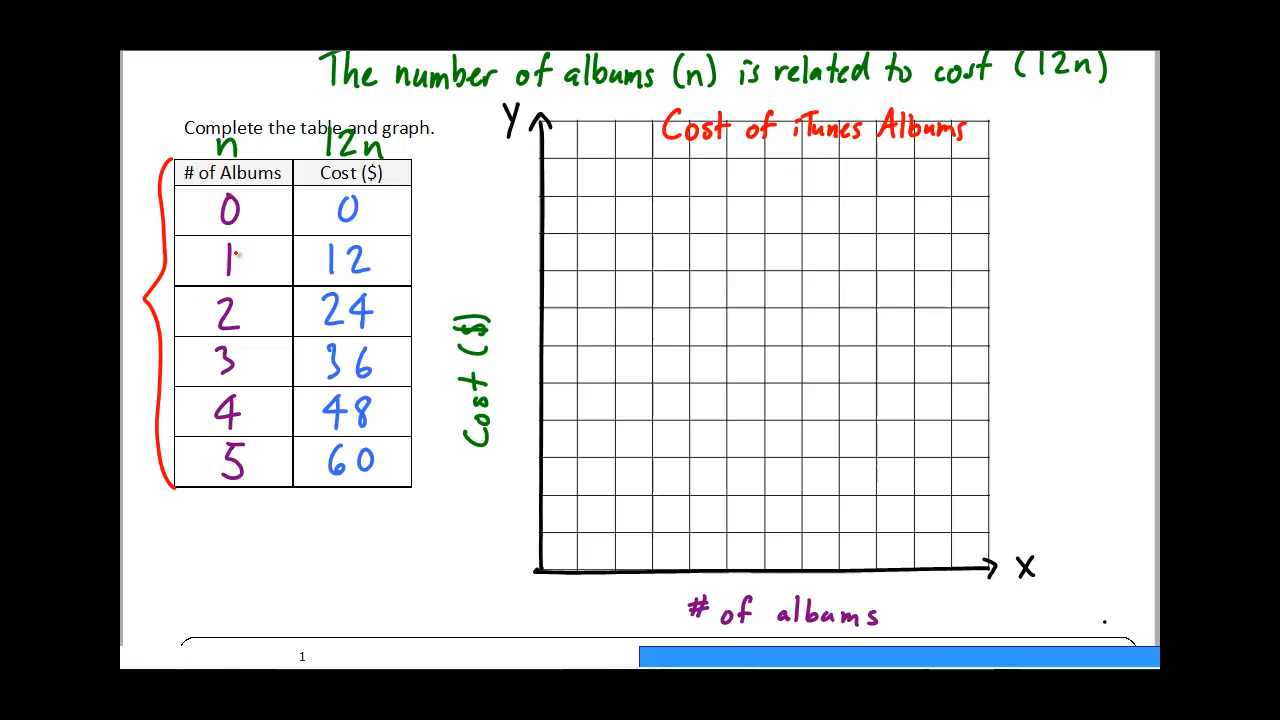 The number of albums (n) is related to cost (12n)
Complete the table and graph.
n 12n
# of Albums Cost ($)
0 0
1 12
2 24
3 36
4 48
5 60
Y
Cost of iTunes Albums
Cost ($)
X
# of albums
1